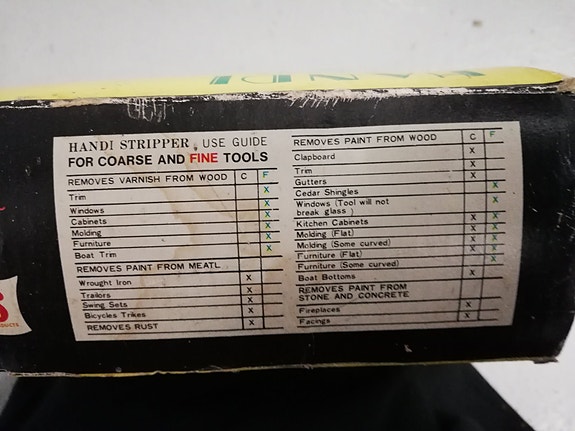 HANDI
HANDI STRIPPER USE GUIDE
FOR COARSE AND FINE TOOLS
REMOVES VARNISH FROM WOOD C F
Trim X
Windows X
Cabinets X
Molding X
Furniture X
Boat Trim X
REMOVES PAINT FROM MEATL
Wrought Iron X
Trailors X
Swing Sets X
Bicycles Trikes X
REMOVES RUST X
REMOVES PAINT FROM WOOD C F
Clapboard X
Trim X
Gutters X
Cedar Shingles X
Windows (Tool will not X
break glass )
Kitchen Cabinets X X
Molding (Flat) X X
Molding (Some curved) X X
Furniture (Flat) X
Furniture (Some curved) X
Boat Bottoms X
REMOVES PAINT FROM
STONE AND CONCRETE
Fireplaces X
Facings X